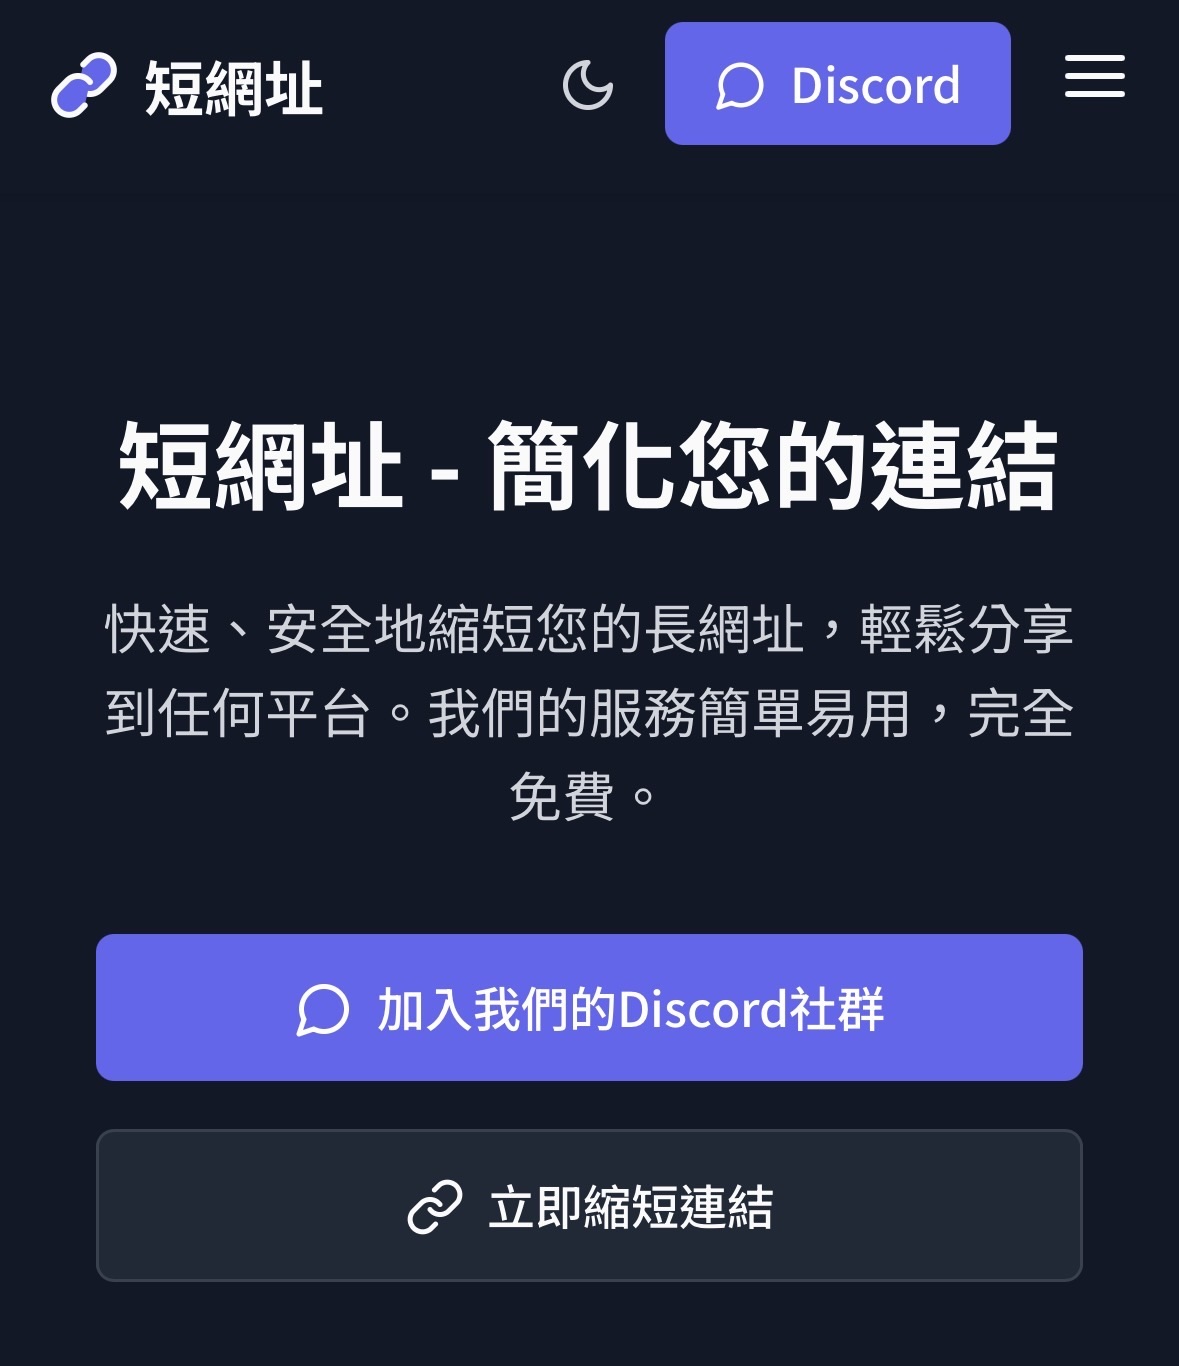 短網址
Discord
短網址 - 簡化您的連結
快速、安全地縮短您的長網址，輕鬆分享
到任何平台。我們的服務簡單易用，完全
免費。
加入我們的Discord社群
立即縮短連結